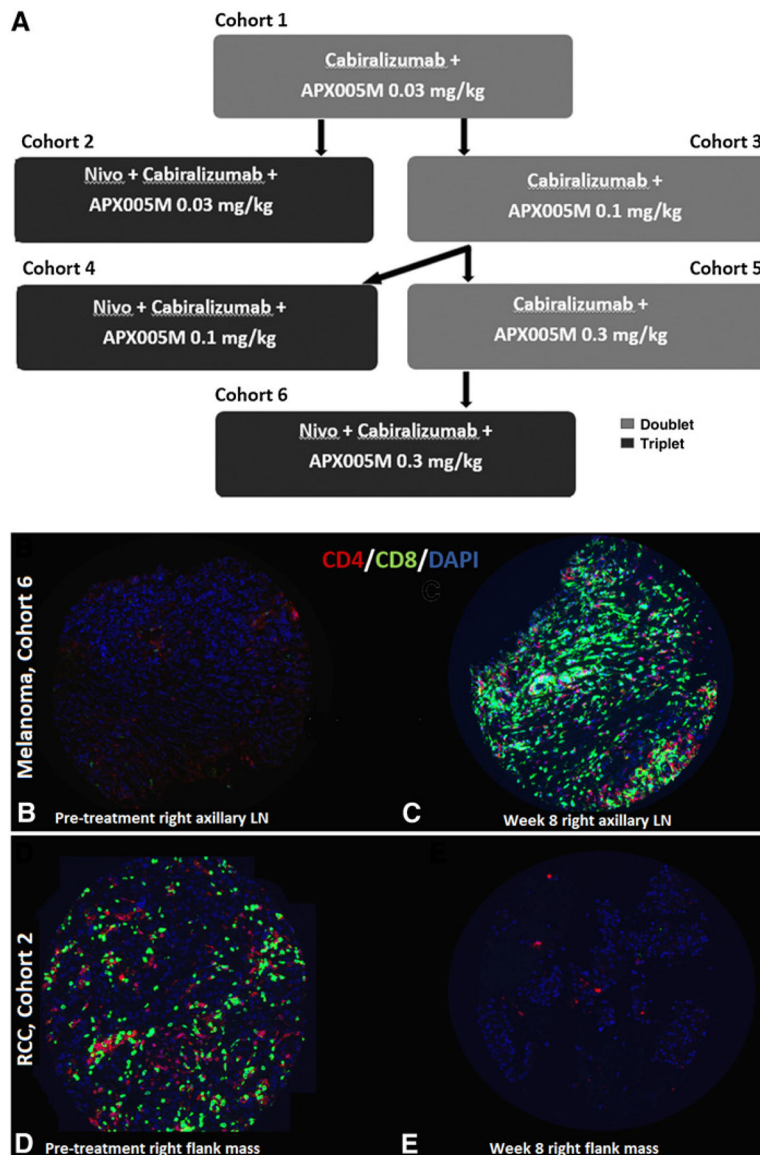 A
Cohort 1
Cabiralizumab +
APX005M 0.03 mg/kg
Cohort 2
Cohort 3
Nivo + Cabiralizumab +
APX005M 0.03 mg/kg
Cabiralizumab +
APX005M 0.1 mg/kg
Cohort 4
Cohort 5
Nivo + Cabiralizumab +
APX005M 0.1 mg/kg
Cabiralizumab +
APX005M 0.3 mg/kg
Cohort 6
Nivo + Cabiralizumab +
APX005M 0.3 mg/kg
Doublet
Triplet
B
CD4/CD8/DAPI
C
Melanoma, Cohort 6
B
Pre-treatment right axillary LN
C
Week 8 right axillary LN
D
E
RCC, Cohort 2
D
Pre-treatment right flank mass
E
Week 8 right flank mass